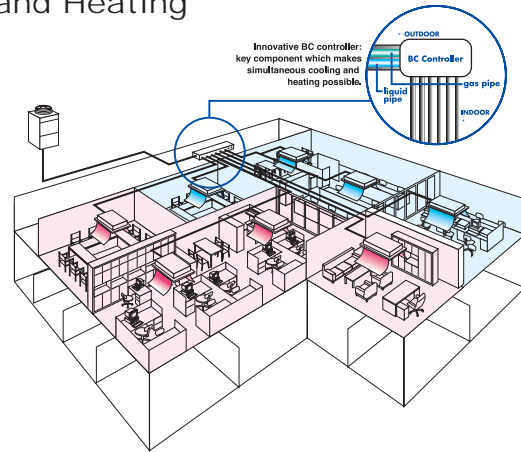 and Heating
Innovative BC controller:
key component which makes
simultaneous cooling and
heating possible.
OUTDOOR
BC Controller
gas pipe
liquid
pipe
INDOOR